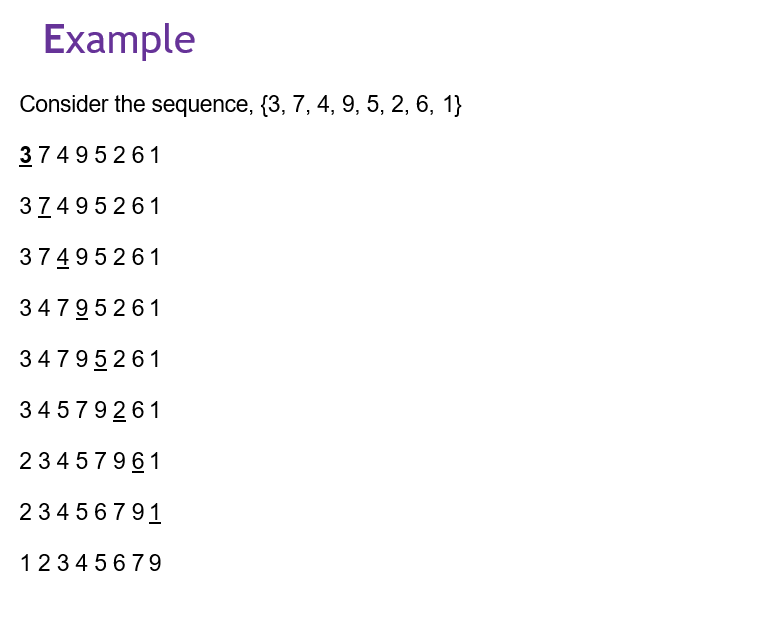 Example
Consider the sequence, {3, 7, 4, 9, 5, 2, 6, 1}
3 7 4 9 5 2 6 1
3 7 4 9 5 2 6 1
3 7 4 9 5 2 6 1
3 4 7 9 5 2 6 1
3 4 7 9 5 2 6 1
3 4 5 7 9 2 6 1
2 3 4 5 7 9 6 1
2 3 4 5 6 7 9 1
1 2 3 4 5 6 7 9